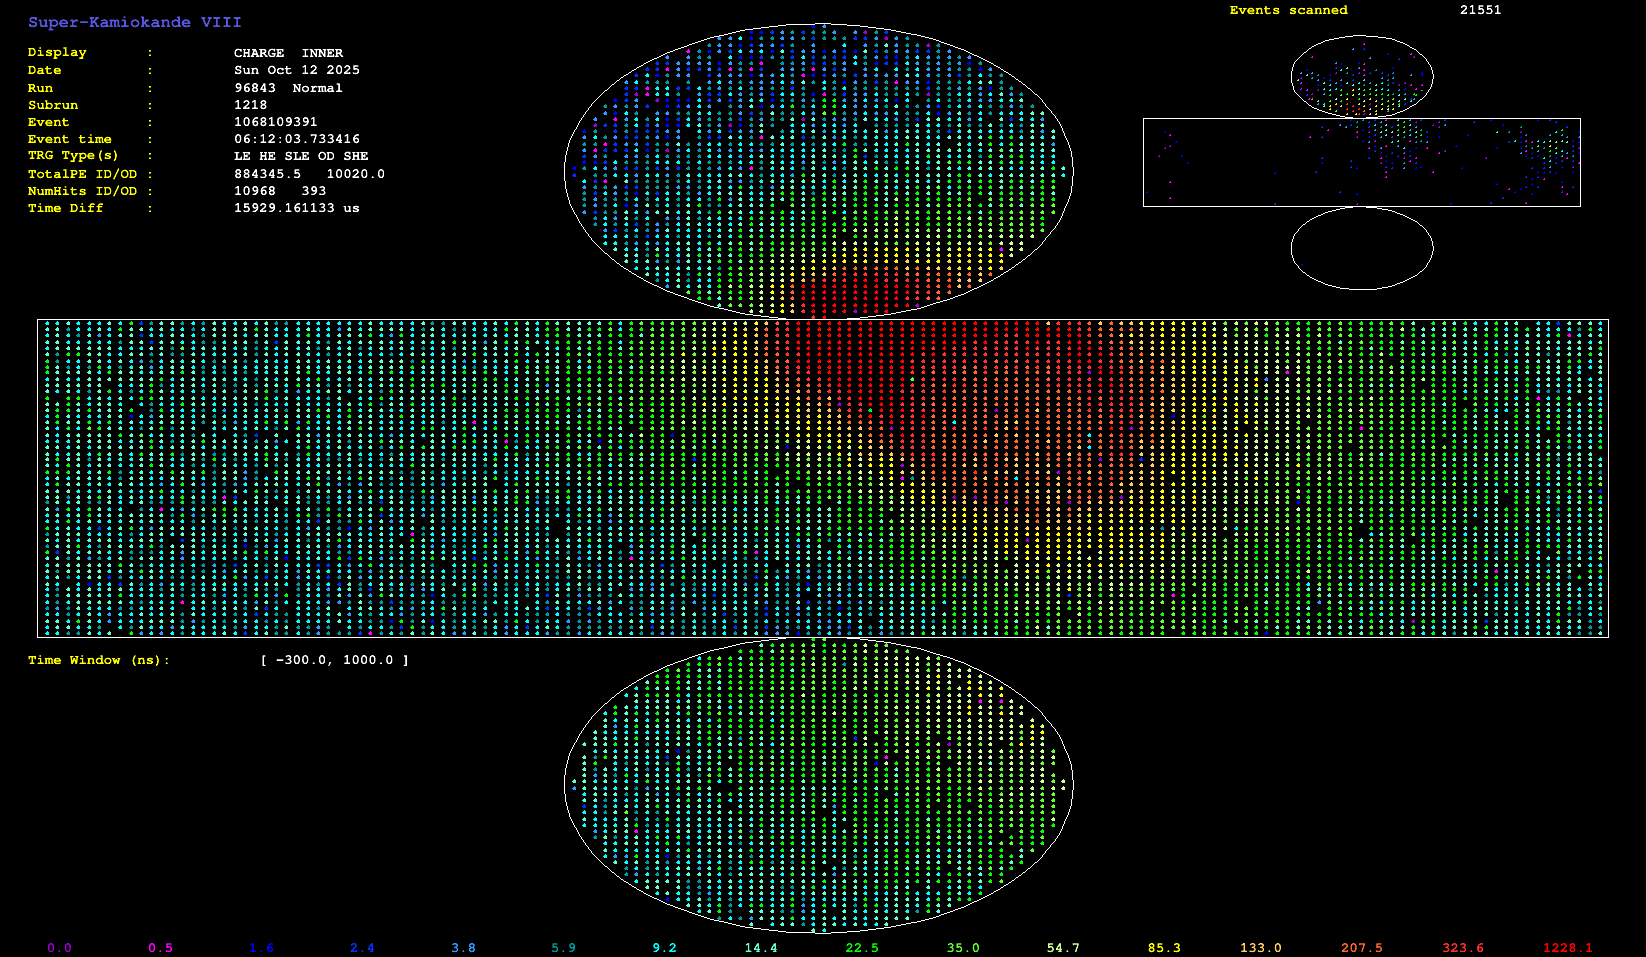 Super-Kamiokande VIII
Events scanned 21551
Display : CHARGE INNER
Date : Sun Oct 12 2025
Run : 96843 Normal
Subrun : 1218
Event : 1068109391
Event time : 06:12:03.733416
TRG Type(s) : LE HE SLE OD SHE
TotalPE ID/OD : 884345.5 10020.0
NumHits ID/OD : 10968 393
Time Diff : 15929.161133 us
Time Window (ns): [ -300.0, 1000.0 ]
0.0 0.5 1.6 2.4 3.8 5.9 9.2 14.4 22.5 35.0 54.7 85.3 133.0 207.5 323.6 1228.1